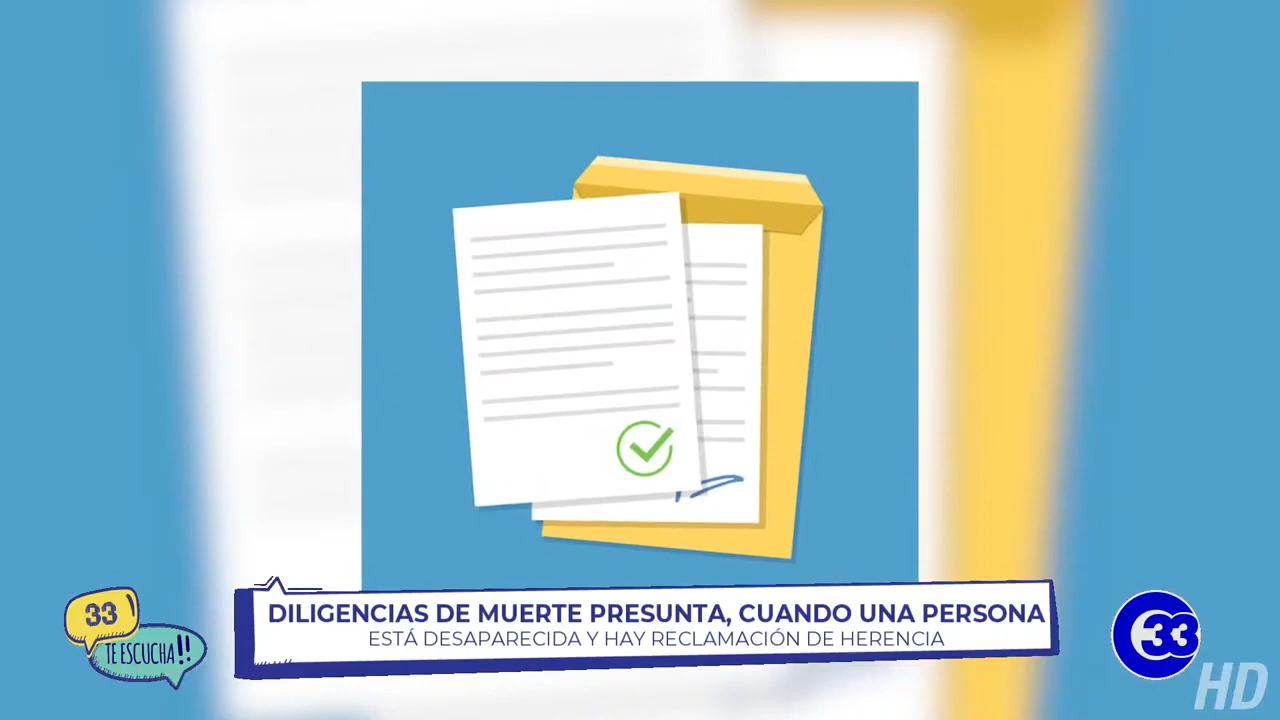 DILIGENCIAS DE MUERTE PRESUNTA, CUANDO UNA PERSONA
ESTÁ DESAPARECIDA Y HAY RECLAMACIÓN DE HERENCIA
33
TE ESCUCHA!!
33
HD